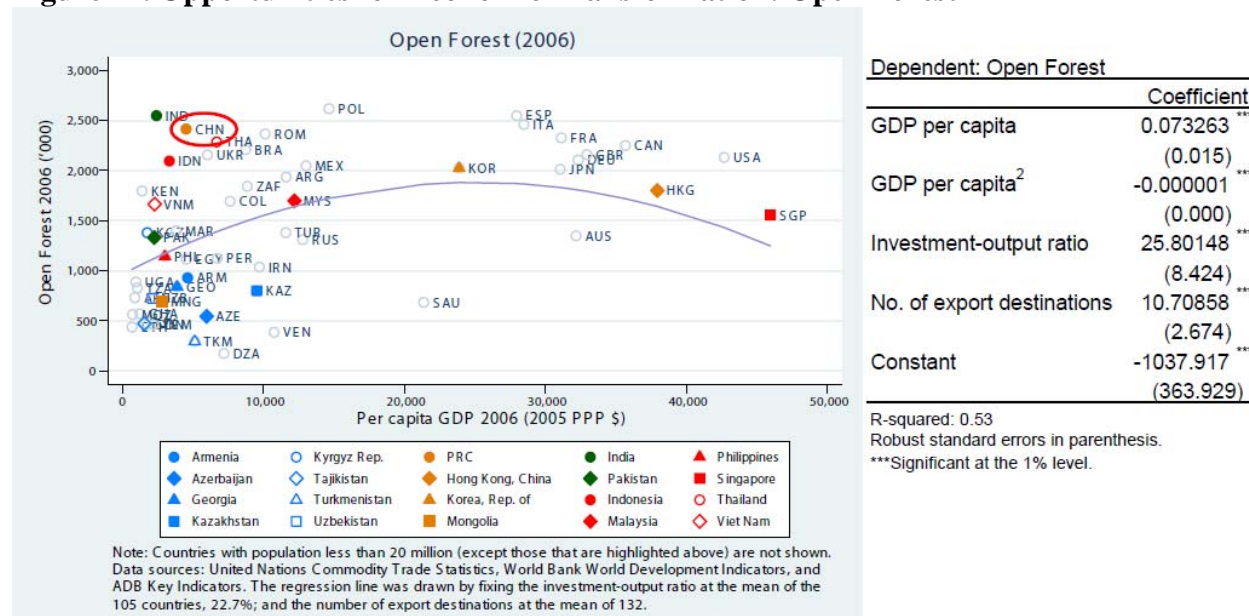 Opportunities for Economic Transformation: Open Forest
Open Forest (2006)
Open Forest 2006 ('000)
3,000
2,500
2,000
1,500
1,000
500
0
POL
IND
ESP
ITA
CHN
THA
ROM
BRA
UKR
FRA
CAN
GBR
DEU
USA
IDN
MEX
KOR
JPN
ARG
KEN
ZAF
HKG
VNM
COL
MYS
SGP
MAR
PAK
TUR
RUS
AUS
PHL
EGY
PER
IRN
ARM
UGA
TZA
GEO
KAZ
MNG
SAU
AZE
VEN
TKM
DZA
0
10,000
20,000
30,000
40,000
50,000
Per capita GDP 2006 (2005 PPP $)
Armenia
Kyrgyz Rep.
PRC
India
Philippines
Azerbaijan
Tajikistan
Hong Kong, China
Pakistan
Singapore
Georgia
Turkmenistan
Korea, Rep. of
Indonesia
Thailand
Kazakhstan
Uzbekistan
Mongolia
Malaysia
Viet Nam
Note: Countries with population less than 20 million (except those that are highlighted above) are not shown.
Data sources: United Nations Commodity Trade Statistics, World Bank World Development Indicators, and
ADB Key Indicators. The regression line was drawn by fixing the investment-output ratio at the mean of the
105 countries, 22.7%; and the number of export destinations at the mean of 132.
Dependent: Open Forest
Coefficient
GDP per capita 0.073263 ***
(0.015)
GDP per capita² -0.000001 ***
(0.000)
Investment-output ratio 25.80148 ***
(8.424)
No. of export destinations 10.70858 ***
(2.674)
Constant -1037.917 ***
(363.929)
R-squared: 0.53
Robust standard errors in parenthesis.
***Significant at the 1% level.